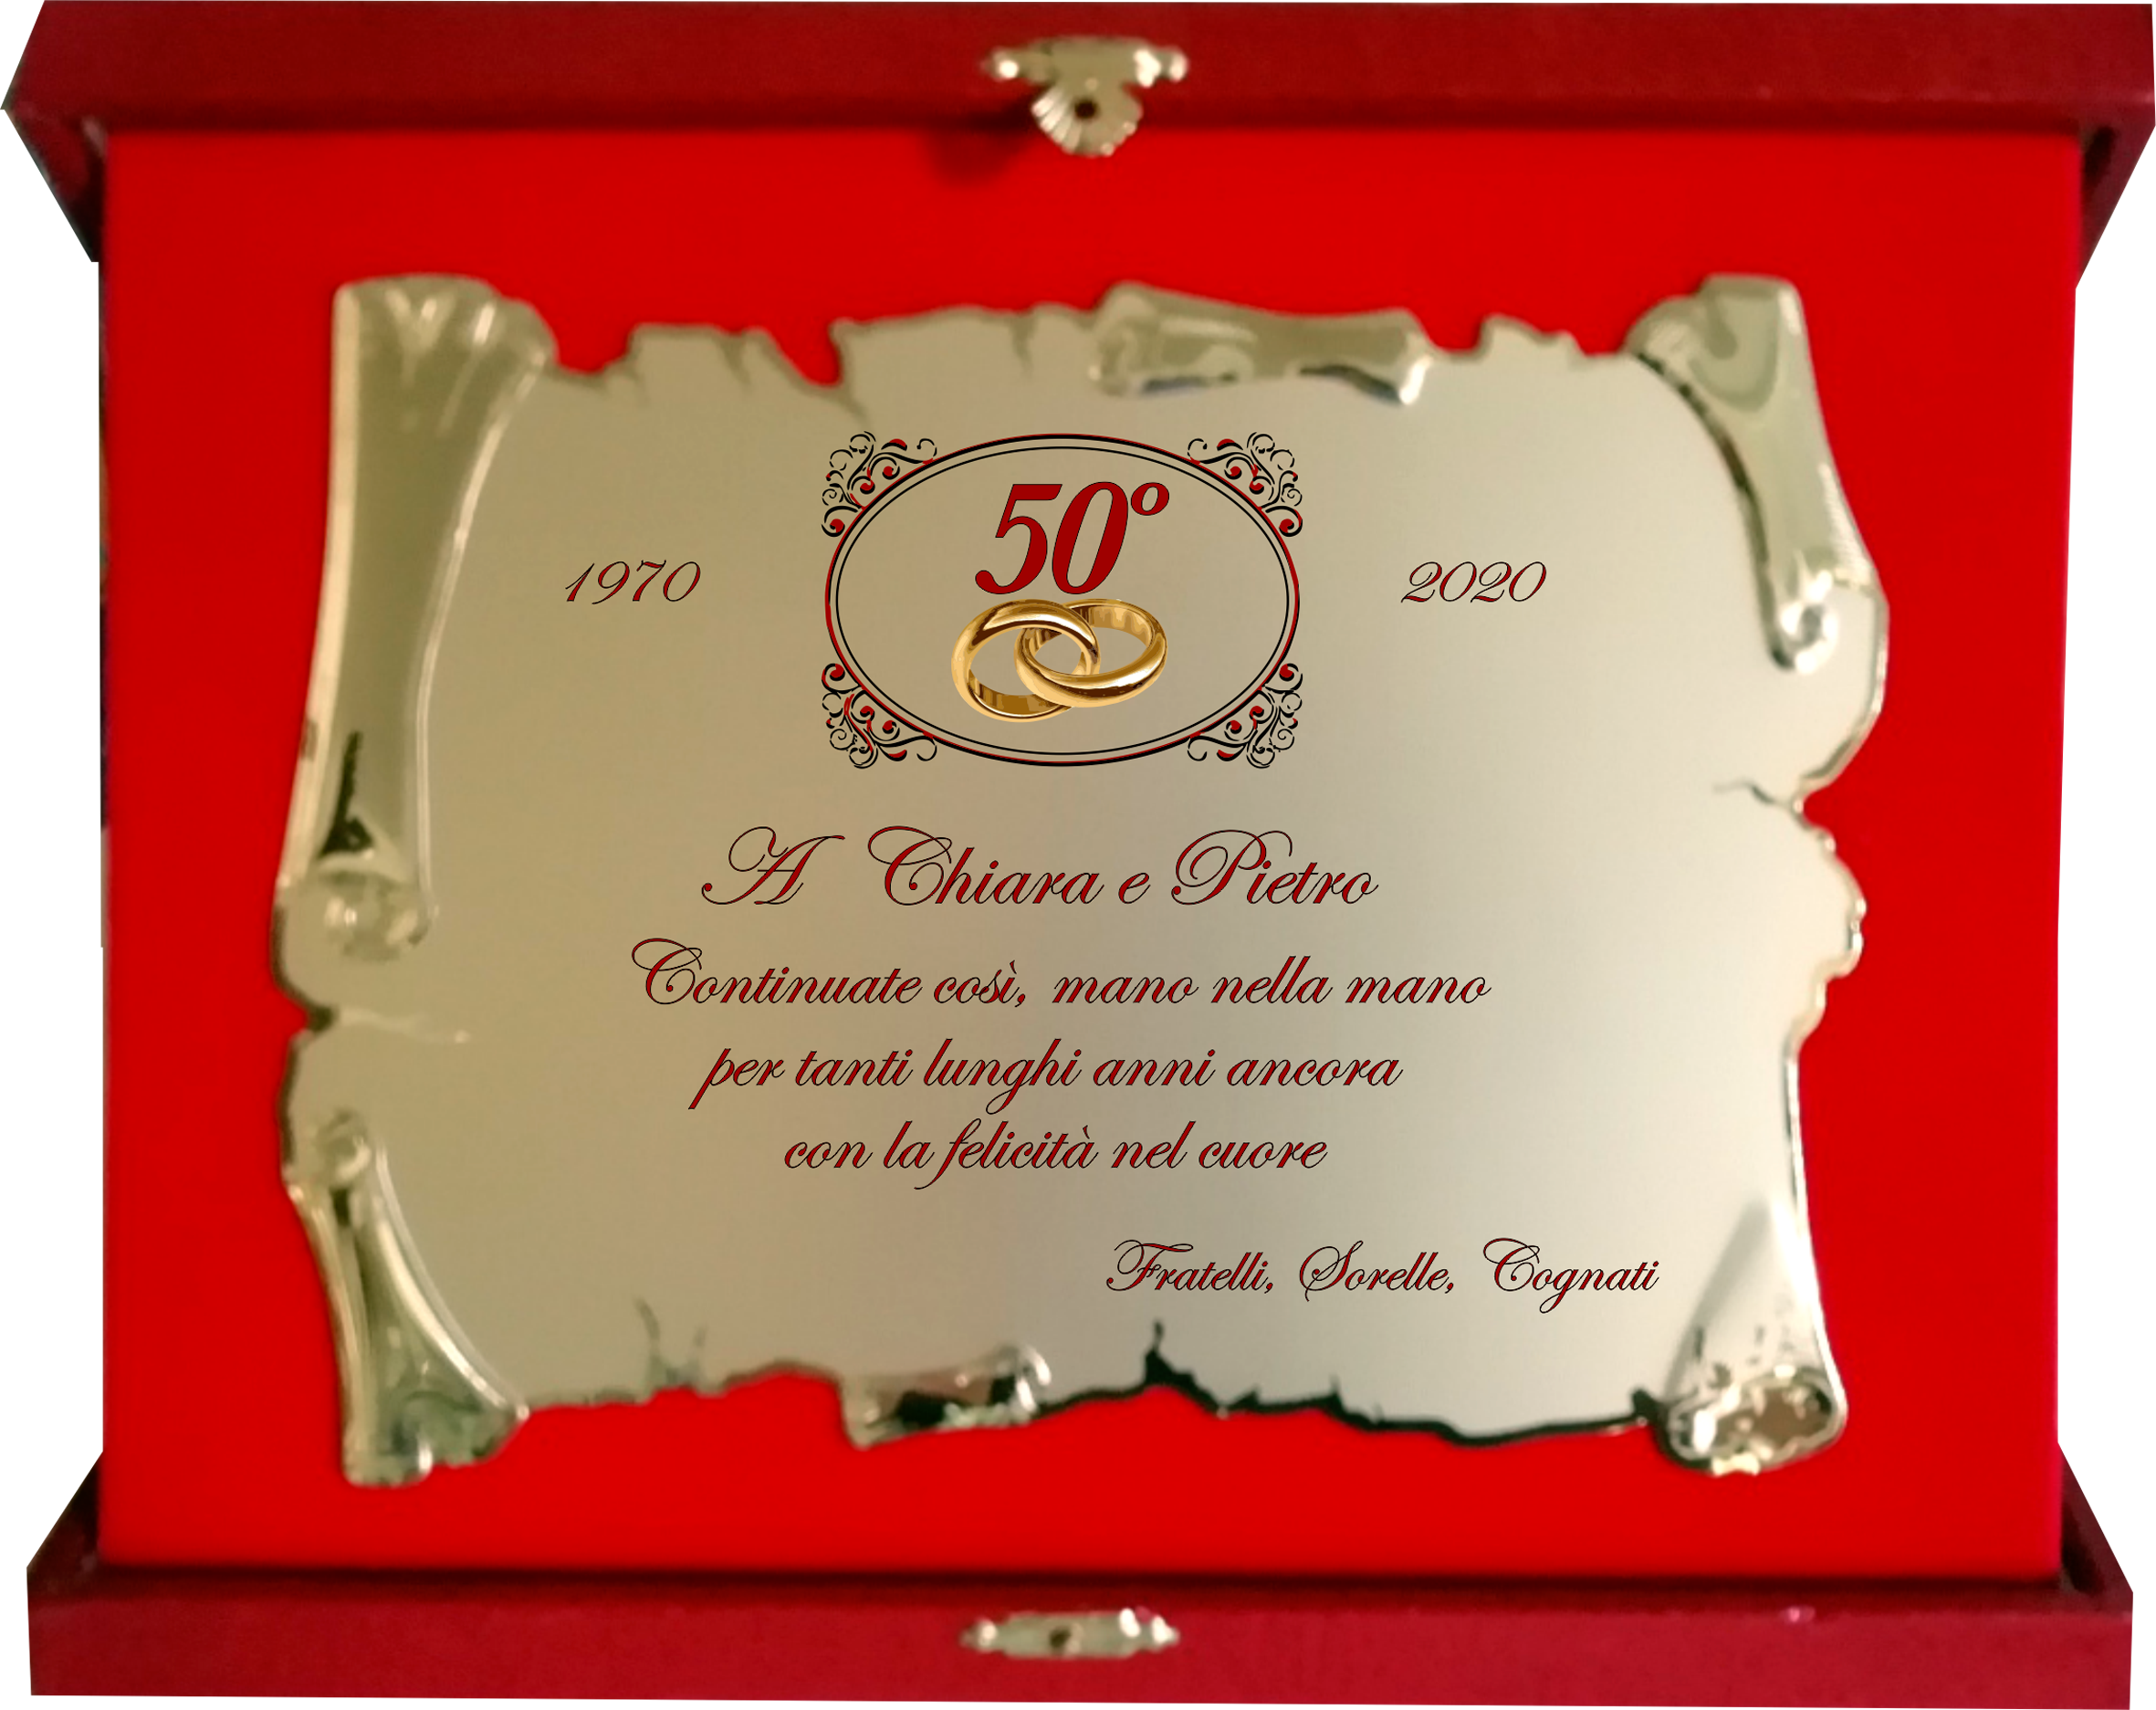 50º
1970 2020
A Chiara e Pietro
Continuate così, mano nella mano
per tanti lunghi anni ancora
con la felicità nel cuore
Fratelli, Sorelle, Cognati